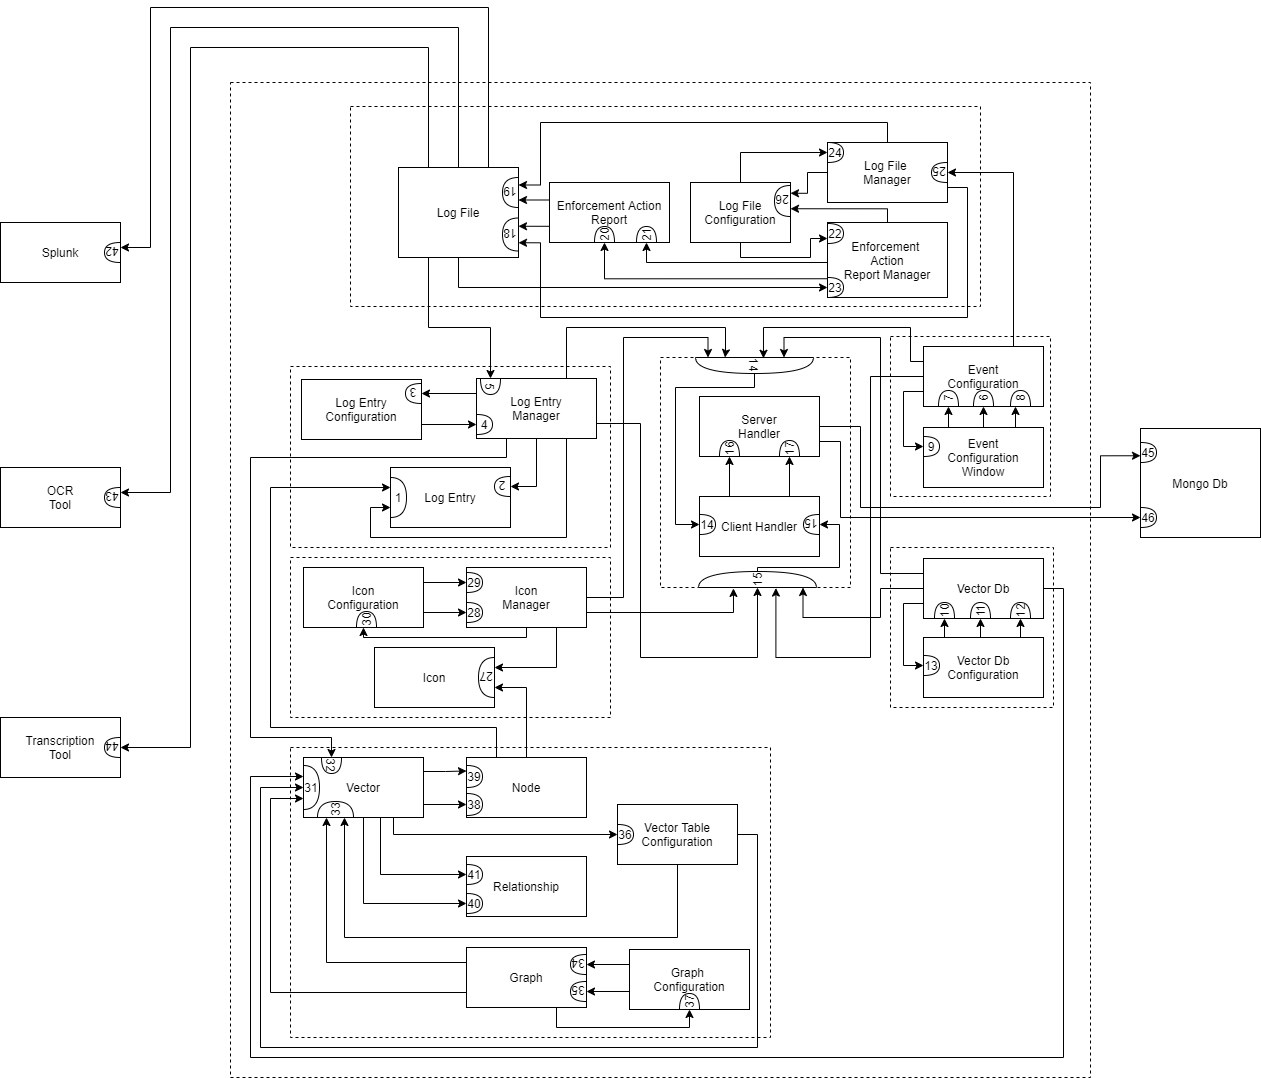 24
Log File
Manager
25
19
Log File
18
Enforcement Action
Report
20
21
Log File
Configuration
26
22
Enforcement
Action
Report Manager
23
Splunk
42
14
Event
Configuration
7
6
8
9
Event
Configuration
Window
3
Log Entry
Configuration
5
Log Entry
Manager
4
Server
Handler
16
17
14
Client Handler
15
15
45
Mongo Db
46
OCR
Tool
43
1
Log Entry
2
Icon
Configuration
30
29
Icon
Manager
28
Icon
27
Vector Db
10
11
12
13
Vector Db
Configuration
Transcription
Tool
44
32
31
Vector
33
39
Node
38
36
Vector Table
Configuration
41
Relationship
40
Graph
34
35
Graph
Configuration
37